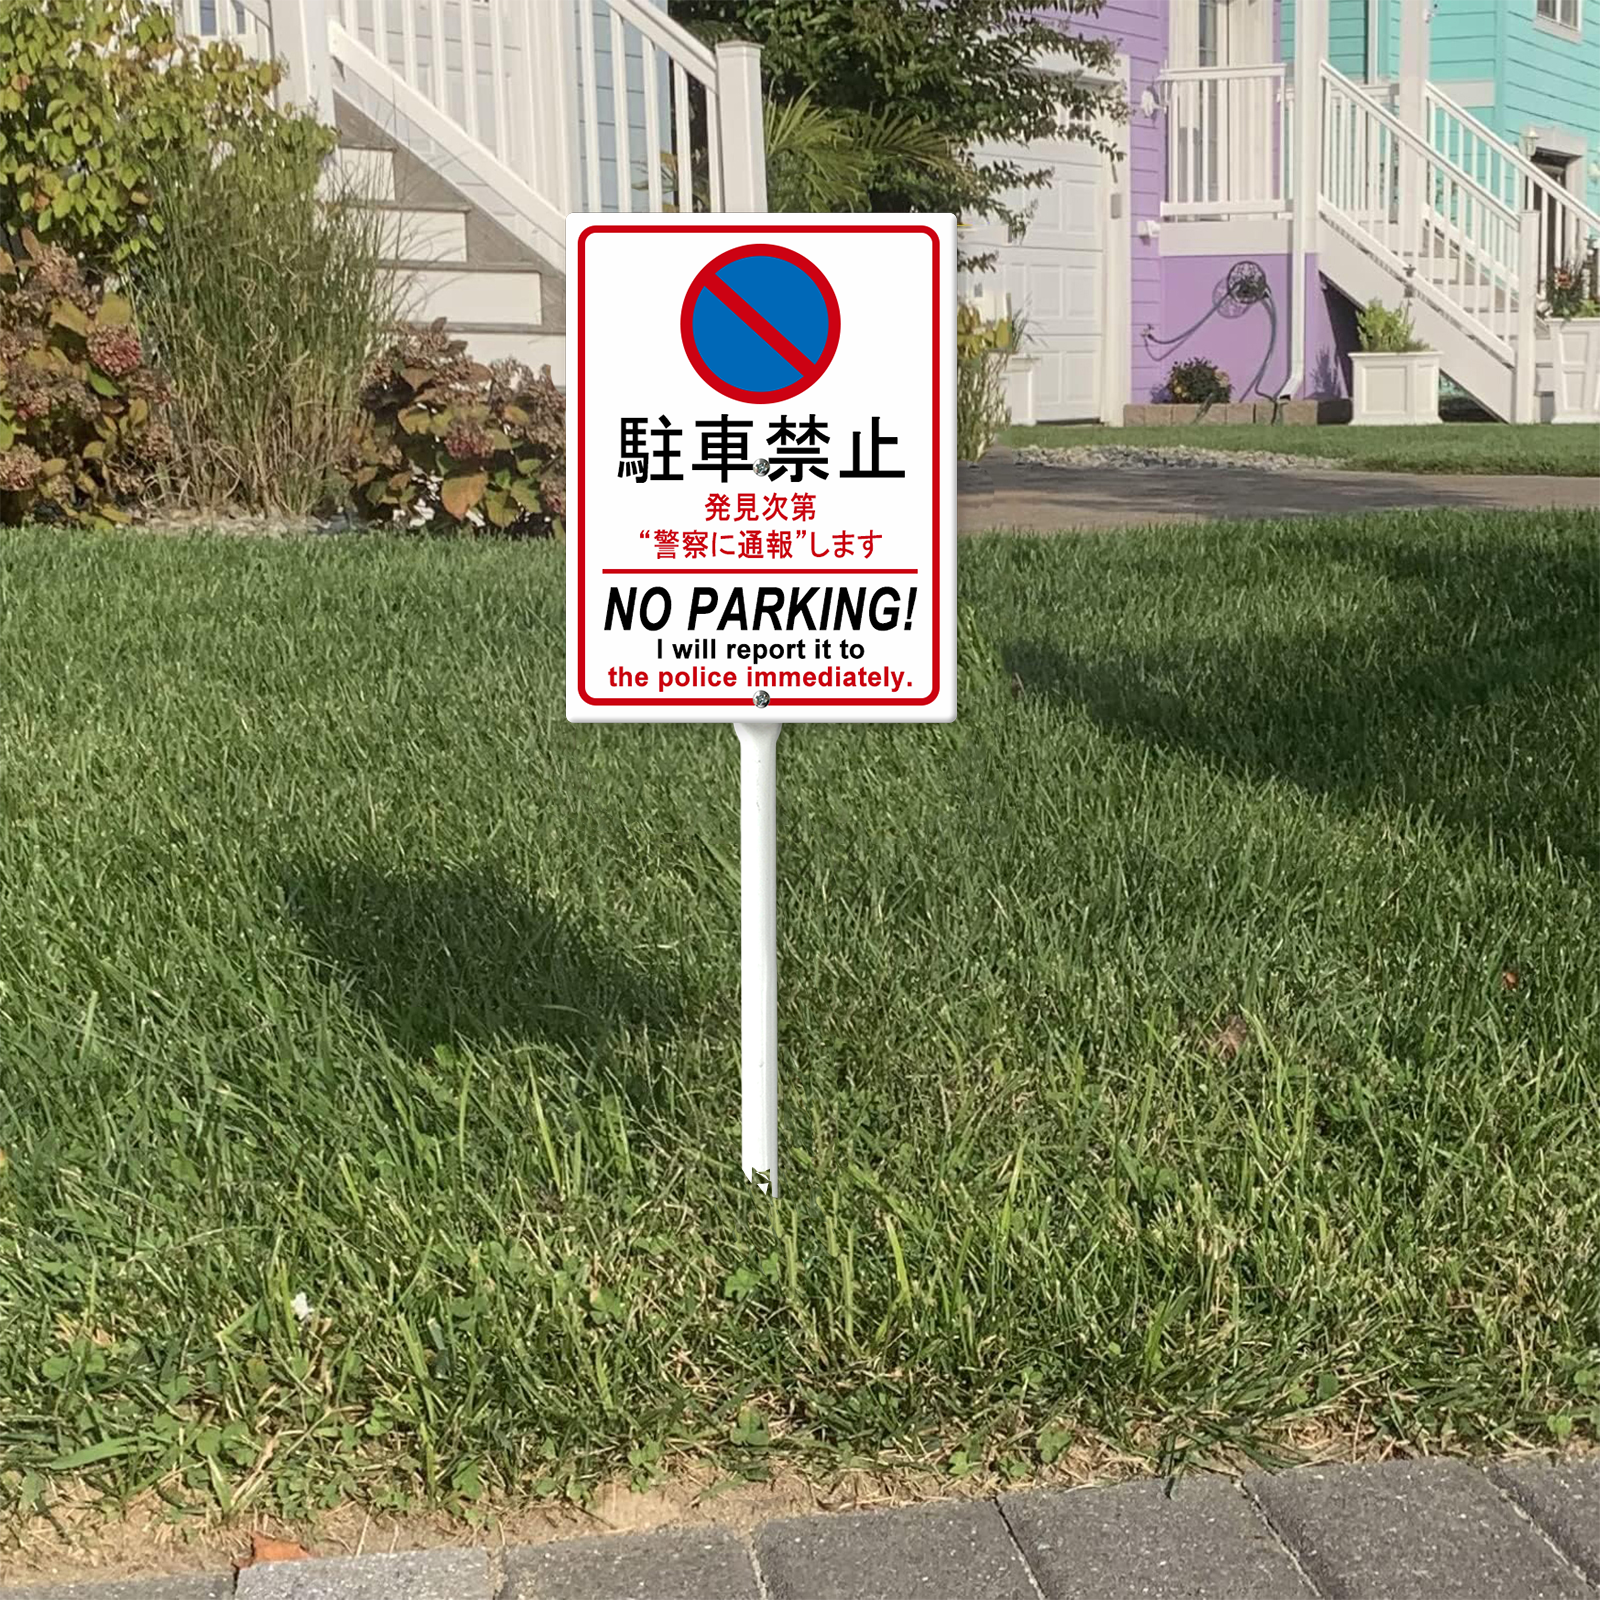 駐車禁止
発見次第
“警察に通報”します
NO PARKING!
I will report it to
the police immediately.